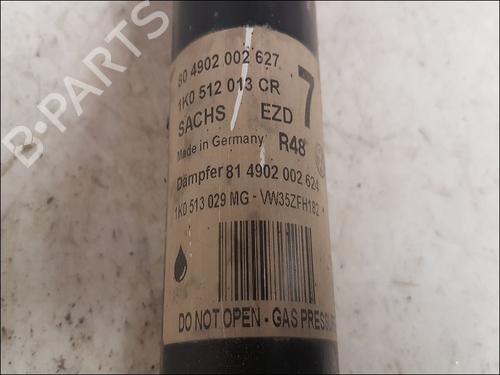 B-PARTS
80 4902 002 627
1K0 512 013 CR
7
SACHS EZD
Made in Germany R48
Dämpfer 81 4902 002 624
1K0 513 029 MG - VW35ZFH182
DO NOT OPEN - GAS PRESSURE